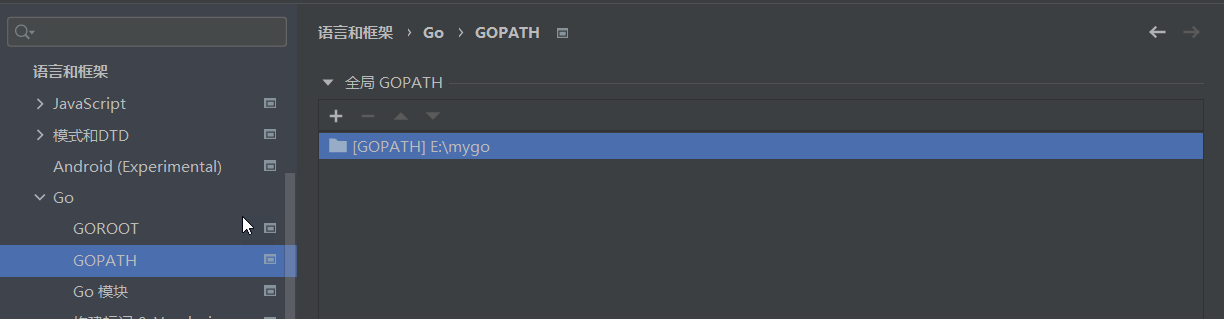 语言和框架
JavaScript
模式和DTD
Android (Experimental)
Go
GOROOT
GOPATH
Go 模块
语言和框架 › Go › GOPATH
全局 GOPATH
[GOPATH] E:\mygo